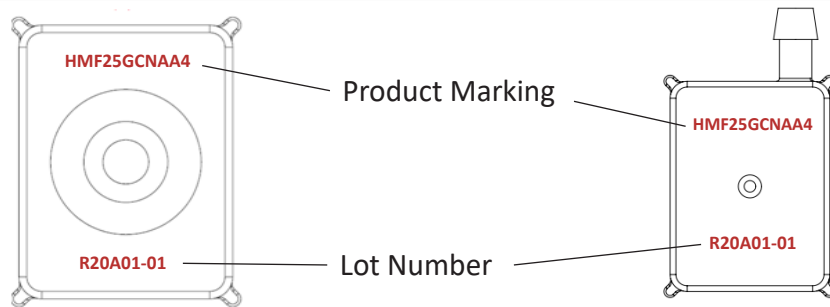 HMF25GCNAA4
Product Marking
HMF25GCNAA4
R20A01-01
Lot Number
R20A01-01